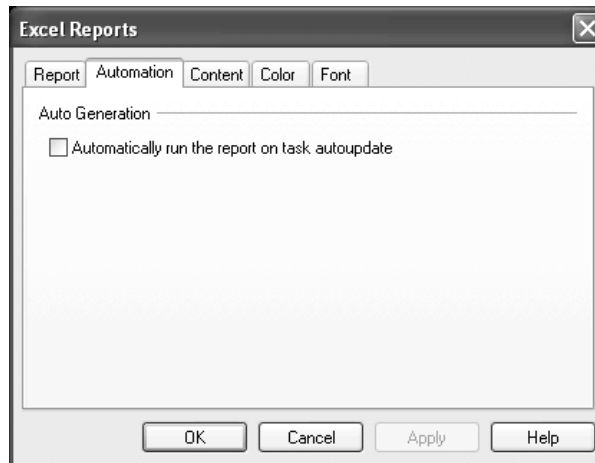 Excel Reports
Report Automation Content Color Font
Auto Generation
Automatically run the report on task autoupdate
OK Cancel Apply Help